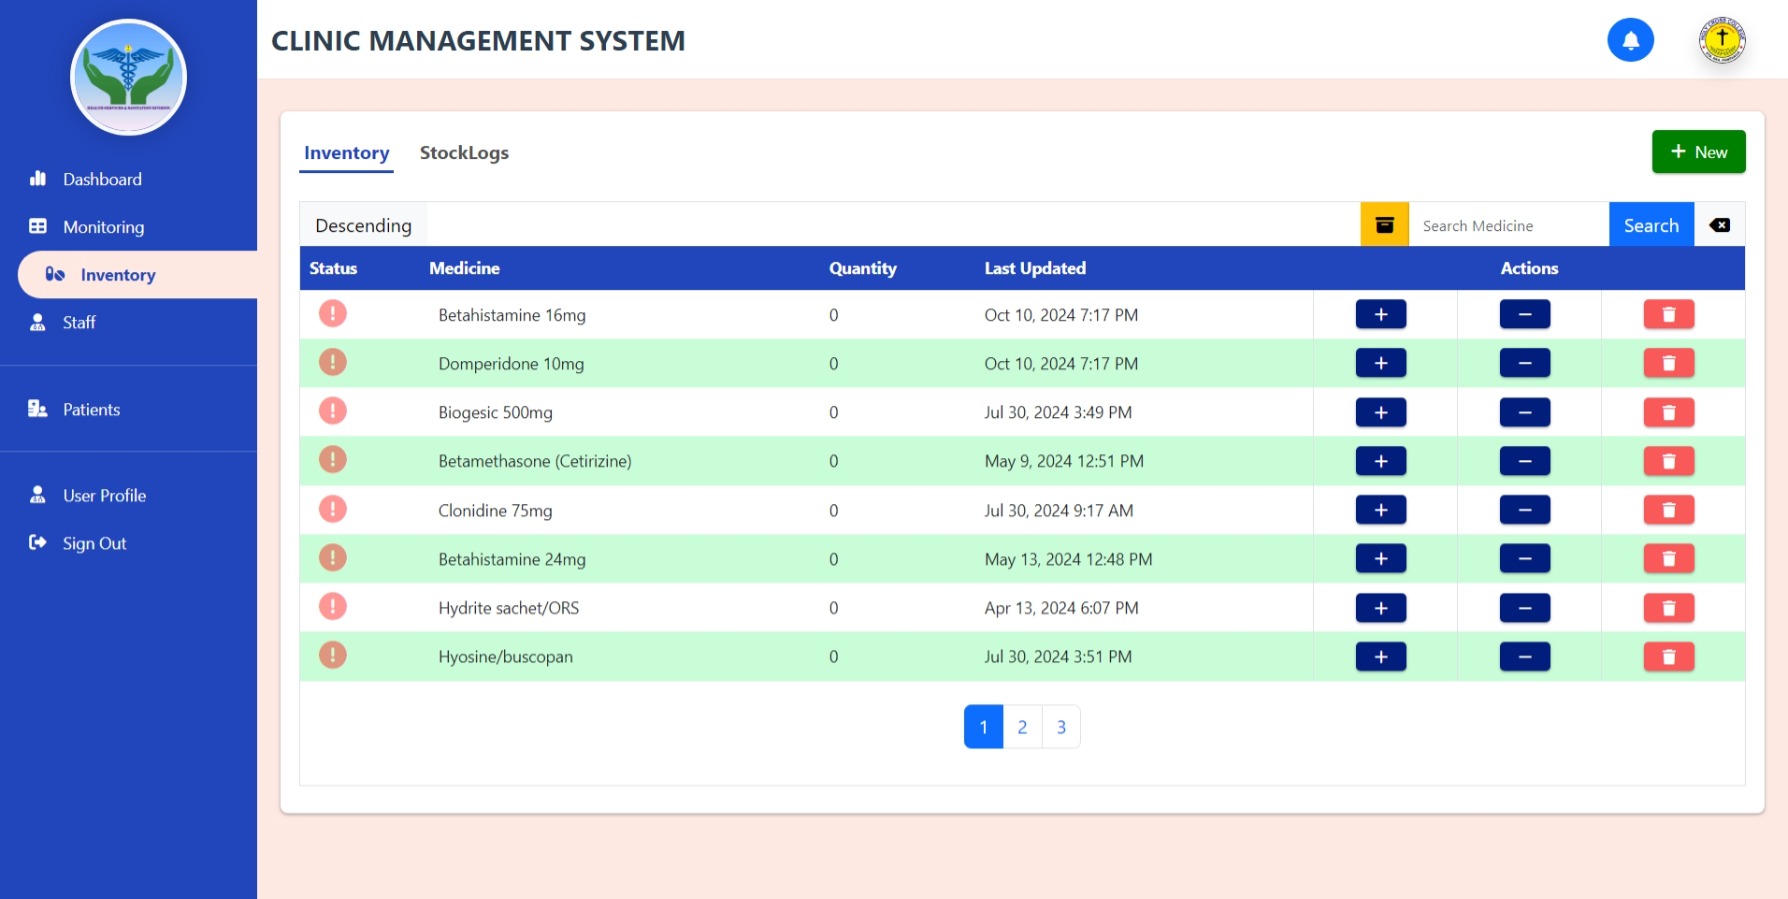 CLINIC MANAGEMENT SYSTEM
HEALTH SERVICES & SANITATION DIVISION
Dashboard
Monitoring
Inventory
Staff
Patients
User Profile
Sign Out
Inventory StockLogs
+ New
Descending
Search Medicine Search
Status Medicine Quantity Last Updated Actions
Betahistamine 16mg 0 Oct 10, 2024 7:17 PM
Domperidone 10mg 0 Oct 10, 2024 7:17 PM
Biogesic 500mg 0 Jul 30, 2024 3:49 PM
Betamethasone (Cetirizine) 0 May 9, 2024 12:51 PM
Clonidine 75mg 0 Jul 30, 2024 9:17 AM
Betahistamine 24mg 0 May 13, 2024 12:48 PM
Hydrite sachet/ORS 0 Apr 13, 2024 6:07 PM
Hyosine/buscopan 0 Jul 30, 2024 3:51 PM
1 2 3